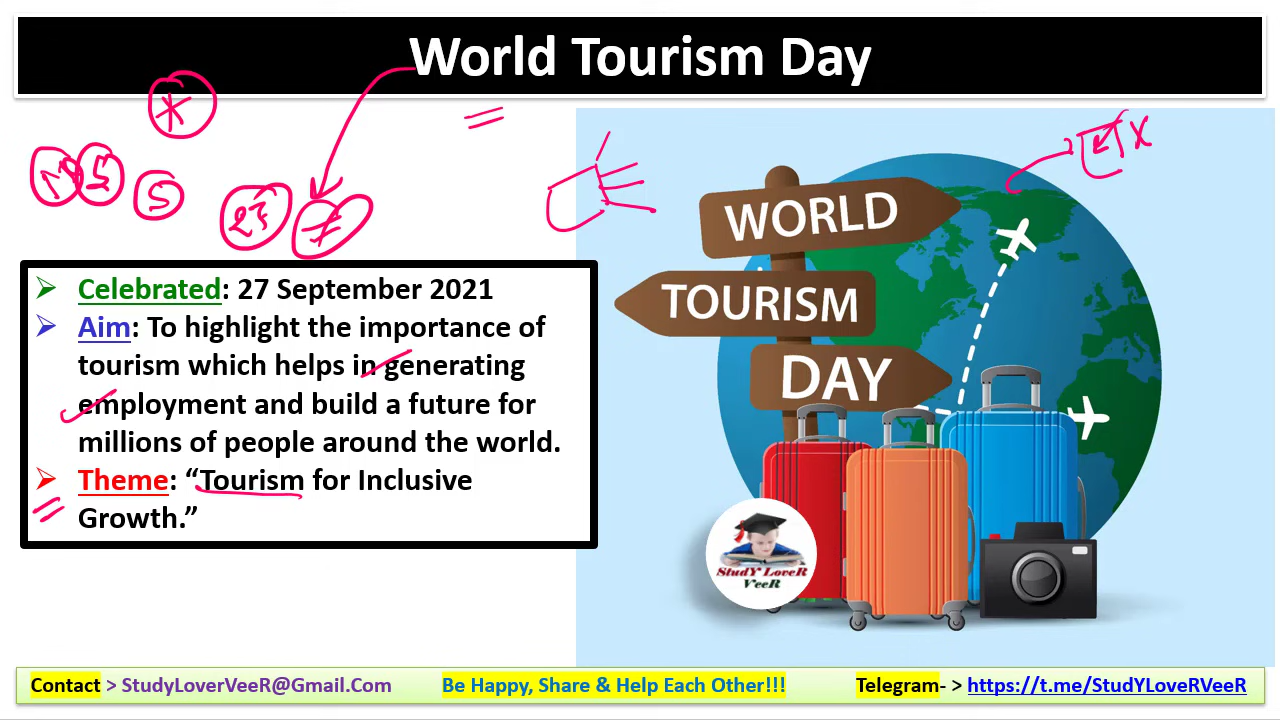 World Tourism Day
5
27
Celebrated: 27 September 2021
Aim: To highlight the importance of
tourism which helps in generating
employment and build a future for
millions of people around the world.
Theme: “Tourism for Inclusive
Growth.”
WORLD
TOURISM
DAY
StudY LoveR
VeeR
Contact > StudyLoverVeeR@Gmail.Com
Be Happy, Share & Help Each Other!!!
Telegram- > https://t.me/StudYLoveRVeeR